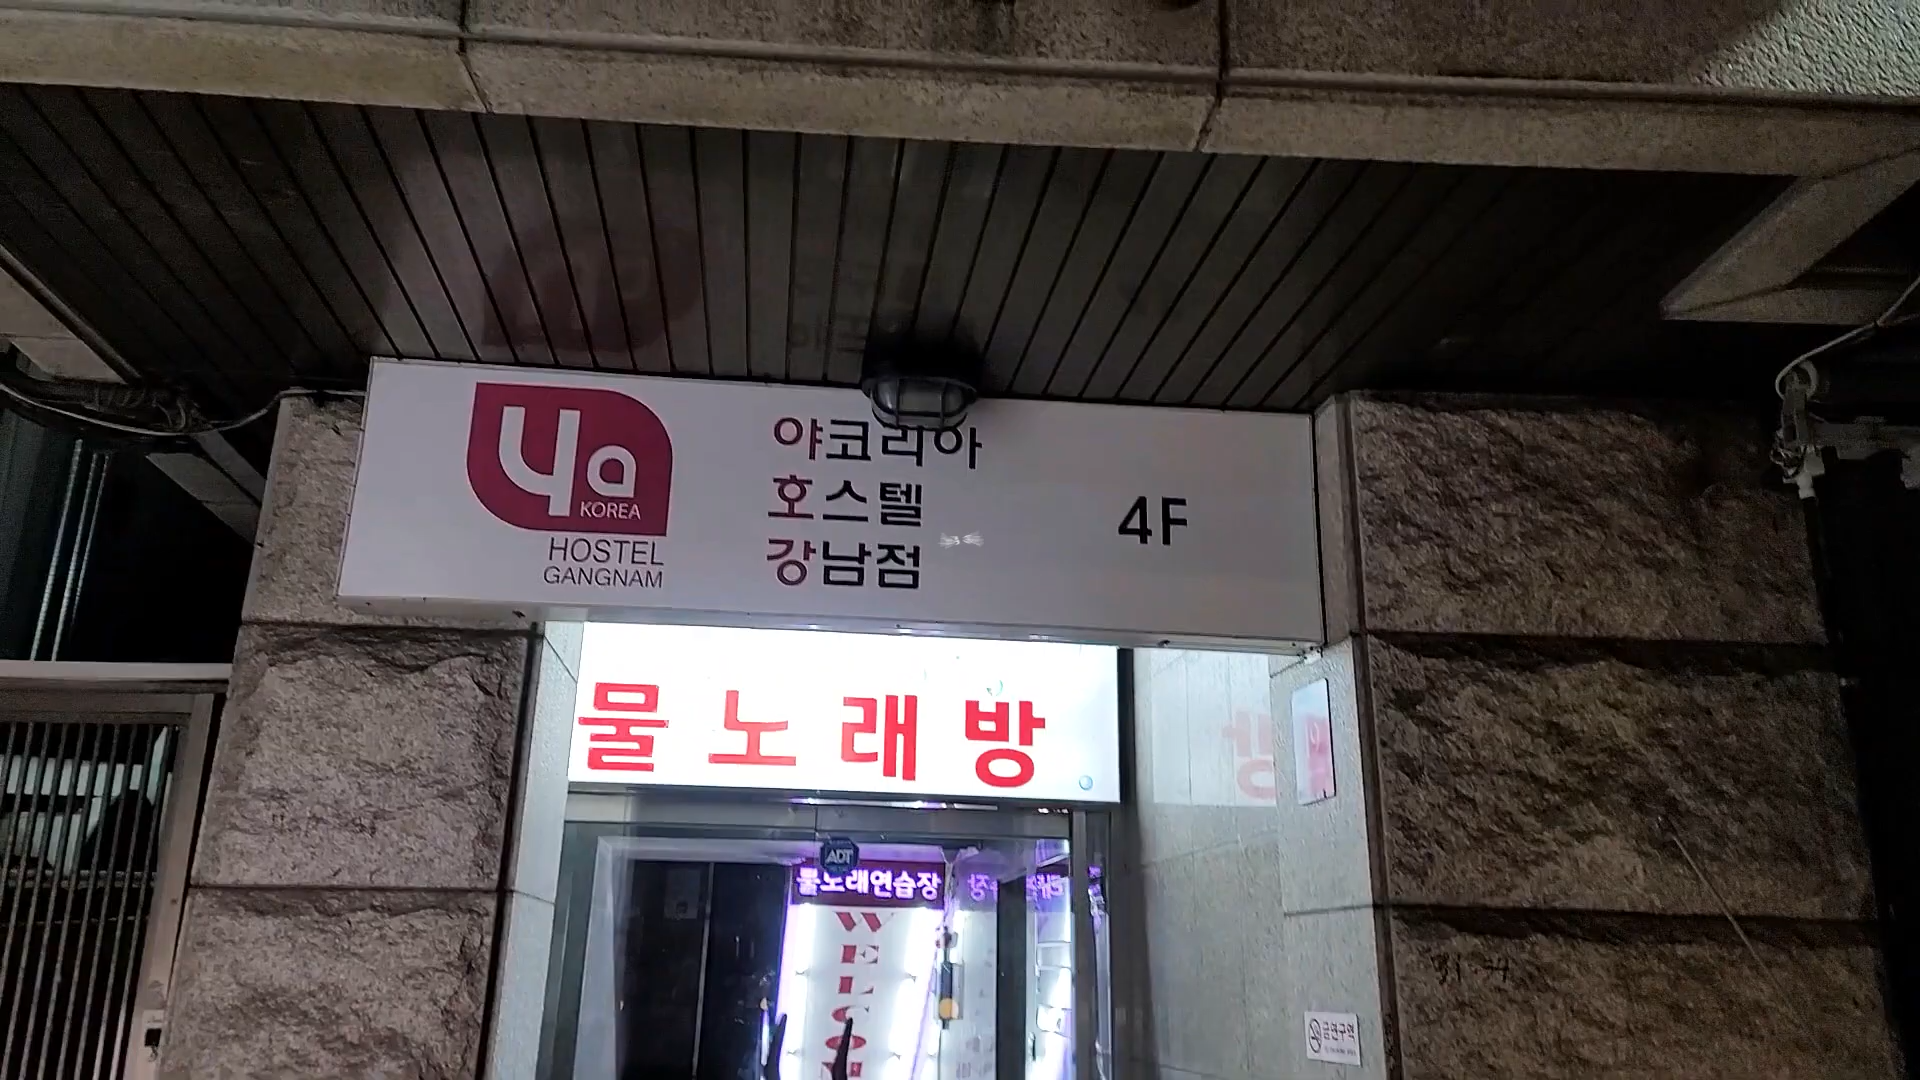 ya
KOREA
HOSTEL
GANGNAM
야코리아
호스텔
강남점
4F
물노래방
ADT
물노래연습장
WELCOM
금연구역